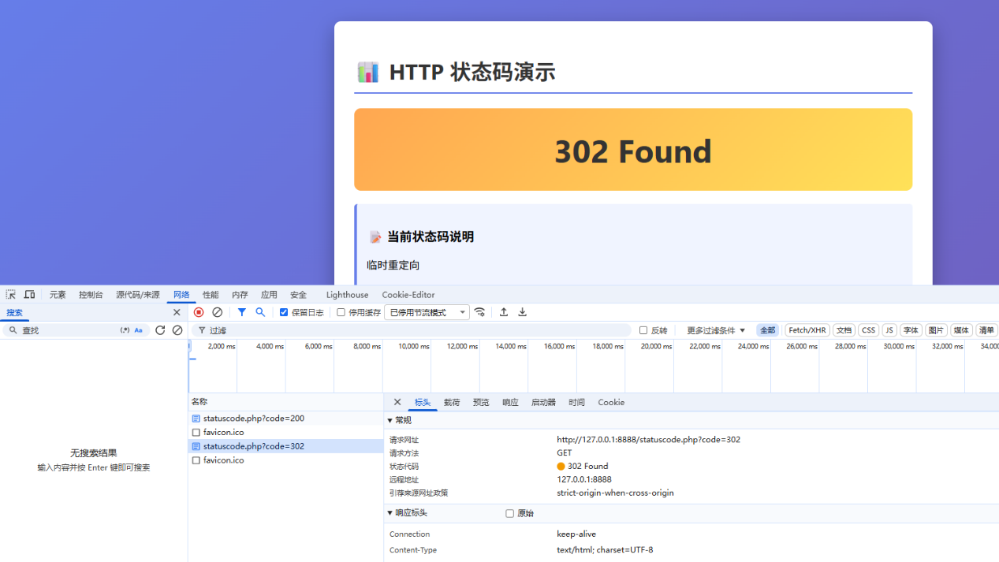 HTTP 状态码演示
302 Found
当前状态码说明
临时重定向
元素 控制台 源代码/来源 网络 性能 内存 应用 安全 Lighthouse Cookie-Editor
搜索
保留日志 停用缓存 已停用节流模式
查找 (.*) Aa
过滤 反转 更多过滤条件 全部 Fetch/XHR 文档 CSS JS 字体 图片 媒体 清单
2,000 ms 4,000 ms 6,000 ms 8,000 ms 10,000 ms 12,000 ms 14,000 ms 16,000 ms 18,000 ms 20,000 ms 22,000 ms 24,000 ms 26,000 ms 28,000 ms 30,000 ms 32,000 ms 34,00
无搜索结果
输入内容并按 Enter 键即可搜索
名称
statuscode.php?code=200
favicon.ico
statuscode.php?code=302
favicon.ico
标头 载荷 预览 响应 启动器 时间 Cookie
常规
请求网址 http://127.0.0.1:8888/statuscode.php?code=302
请求方法 GET
状态代码 302 Found
远程地址 127.0.0.1:8888
引荐来源网址政策 strict-origin-when-cross-origin
响应标头 原始
Connection keep-alive
Content-Type text/html; charset=UTF-8